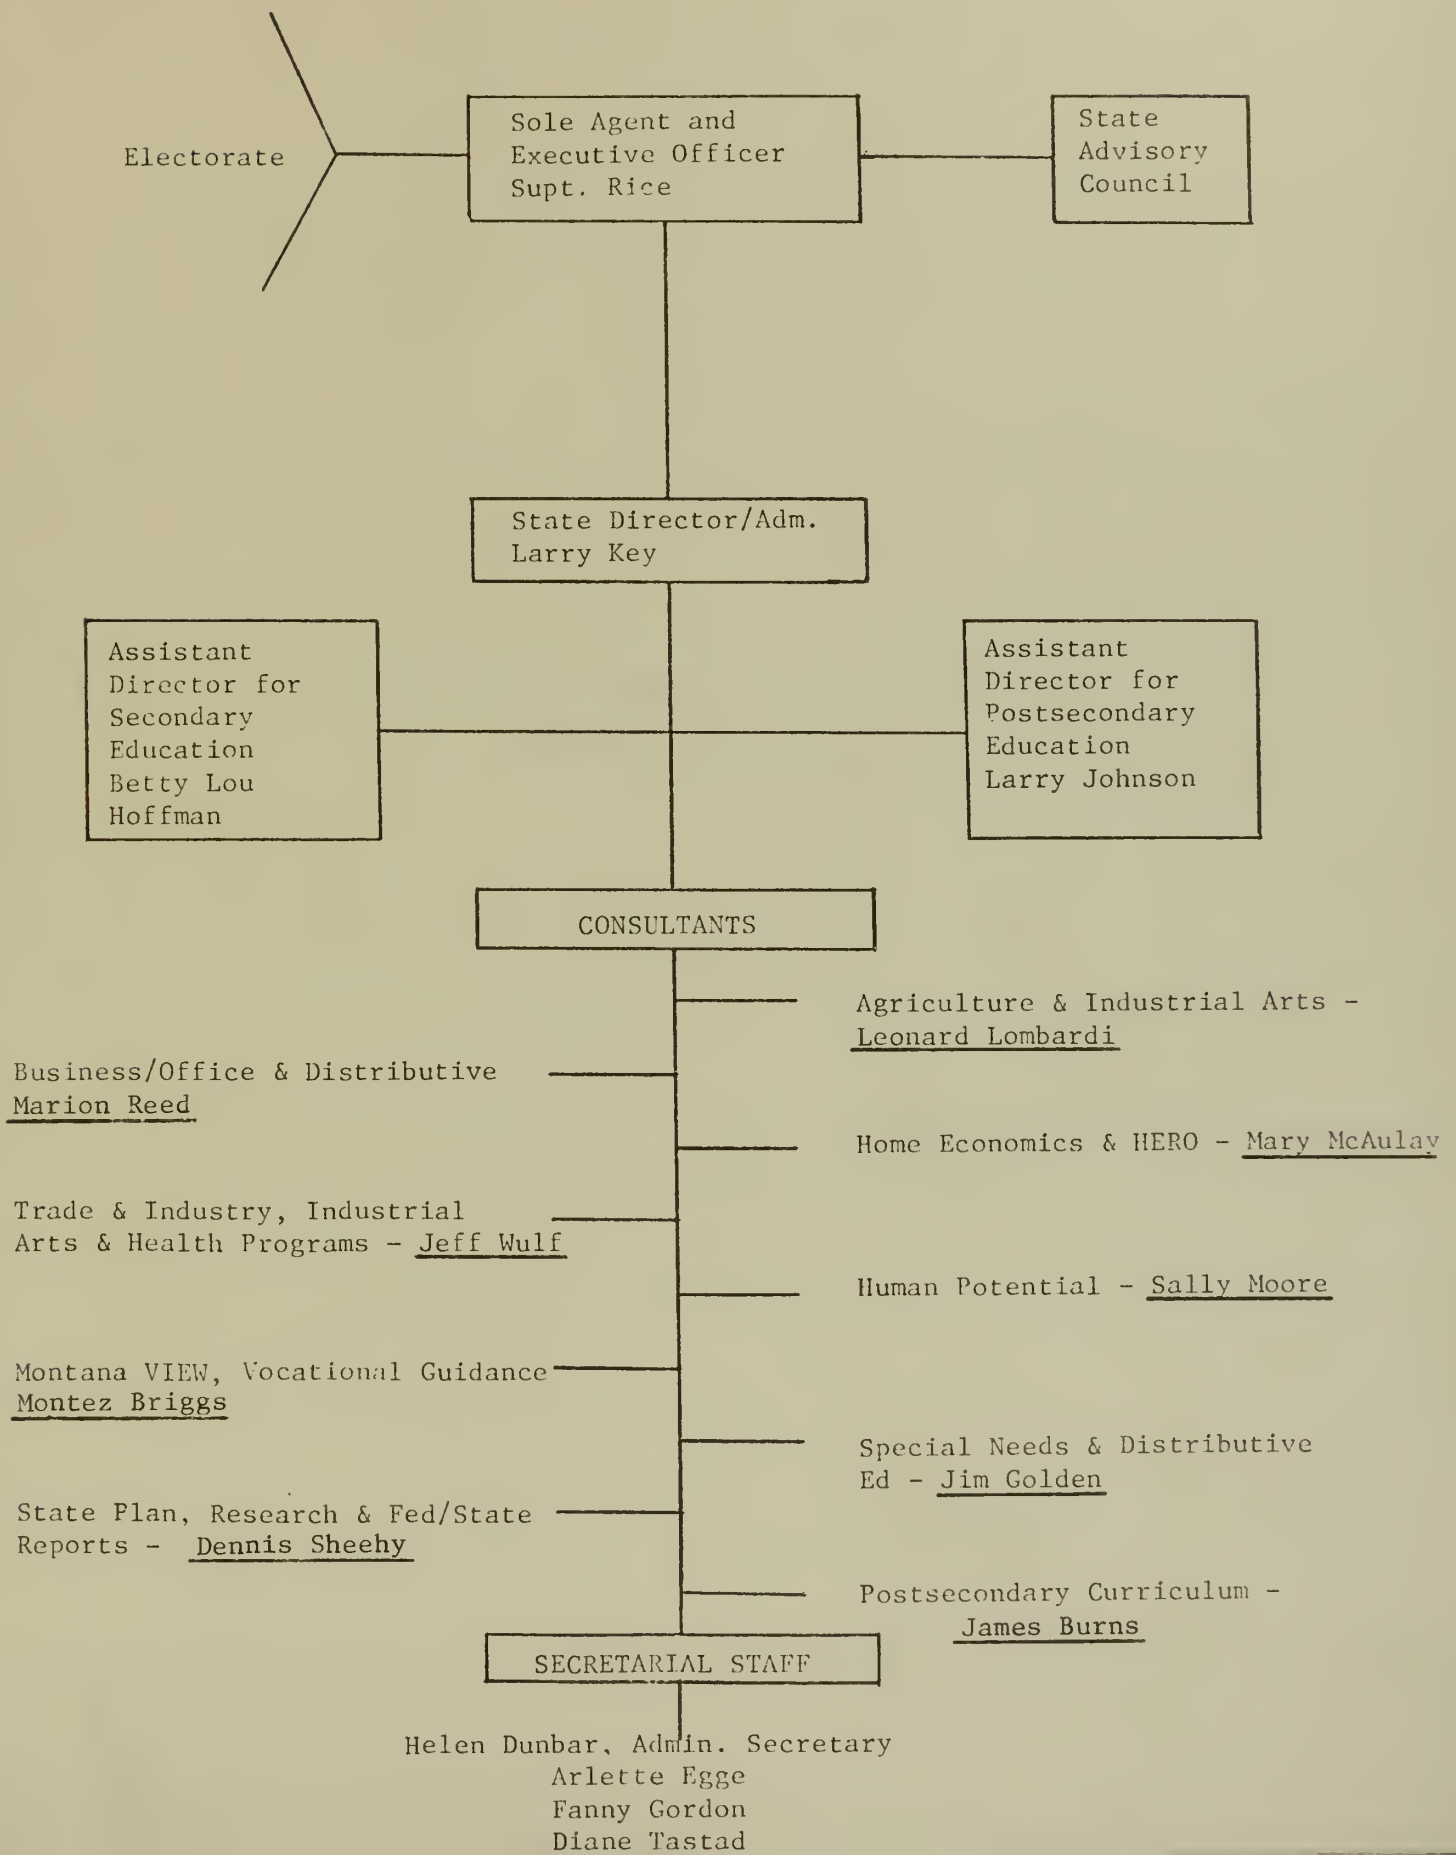 Electorate
Sole Agent and
Executive Officer
Supt. Rice
State
Advisory
Council
State Director/Adm.
Larry Key
Assistant
Director for
Secondary
Education
Betty Lou
Hoffman
Assistant
Director for
Postsecondary
Education
Larry Johnson
CONSULTANTS
Agriculture & Industrial Arts -
Leonard Lombardi
Business/Office & Distributive
Marion Reed
Home Economics & HERO - Mary McAulay
Trade & Industry, Industrial
Arts & Health Programs - Jeff Wulf
Human Potential - Sally Moore
Montana VIEW, Vocational Guidance
Montez Briggs
Special Needs & Distributive
Ed - Jim Golden
State Plan, Research & Fed/State
Reports - Dennis Sheehy
Postsecondary Curriculum -
James Burns
SECRETARIAL STAFF
Helen Dunbar, Admin. Secretary
Arlette Egge
Fanny Gordon
Diane Tastad